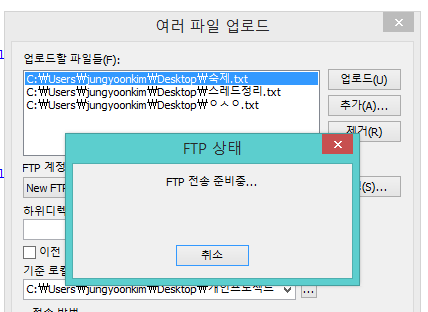 여러 파일 업로드
업로드할 파일들(F):
C:₩Users₩jungyoonkim₩Desktop₩숙제.txt
C:₩Users₩jungyoonkim₩Desktop₩스레드정리.txt
C:₩Users₩jungyoonkim₩Desktop₩ㅇㅅㅇ.txt
업로드(U)
추가(A)...
제거(R)
FTP 상태
FTP 계정
New FTP
(S)...
FTP 전송 준비중...
하위디렉
이전
취소
기준 로컬
C:₩Users₩jungyoonkim₩Desktop₩개인프로젝트
...